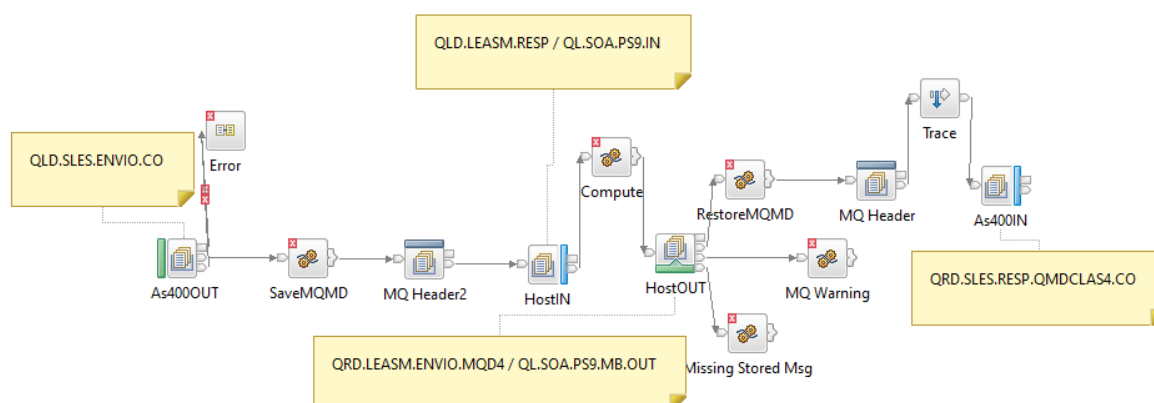 QLD.LEASM.RESP / QL.SOA.PS9.IN
Trace
Error
QLD.SLES.ENVIO.CO
Compute
RestoreMQMD
MQ Header
As400IN
As400OUT
SaveMQMD
MQ Header2
HostIN
HostOUT
MQ Warning
QRD.SLES.RESP.QMDCLAS4.CO
QRD.LEASM.ENVIO.MQD4 / QL.SOA.PS9.MB.OUT
Missing Stored Msg